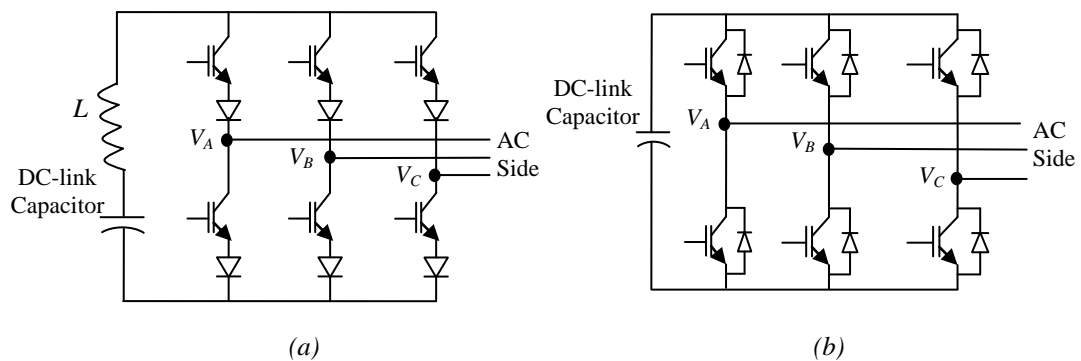 L
DC-link
Capacitor
V_A
V_B
V_C
AC
Side
(a)
DC-link
Capacitor
V_A
V_B
V_C
AC
Side
(b)